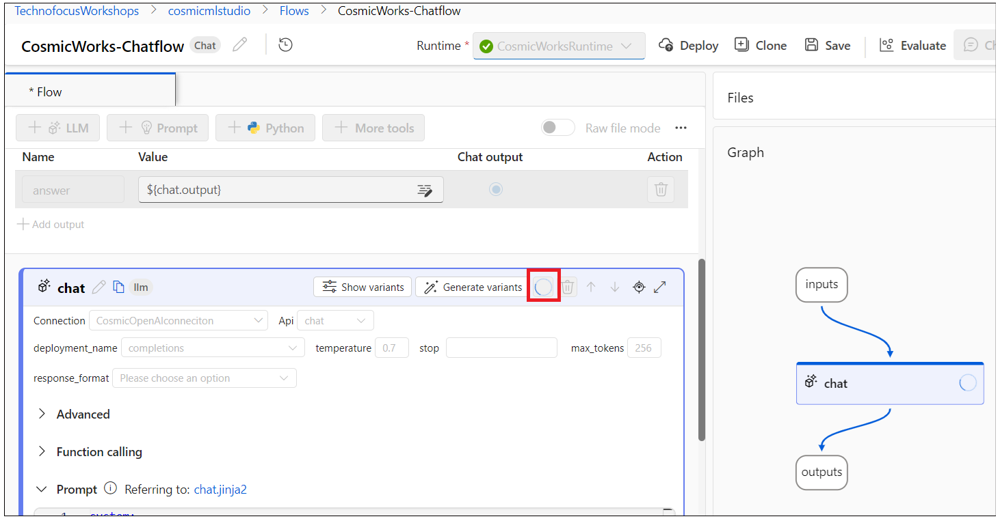 TechnofocusWorkshops > cosmicmlstudio > Flows > CosmicWorks-Chatflow
CosmicWorks-Chatflow Chat Runtime * CosmicWorksRuntime Deploy Clone Save Evaluate
* Flow
LLM Prompt Python More tools Raw file mode ...
Name Value Chat output Action
answer ${chat.output}
Add output
chat llm Show variants Generate variants
Connection CosmicOpenAIconneciton Api chat
deployment_name completions temperature 0.7 stop max_tokens 256
response_format Please choose an option
Advanced
Function calling
Prompt Referring to: chat.jinja2
1 system:
Files
Graph
inputs
chat
outputs